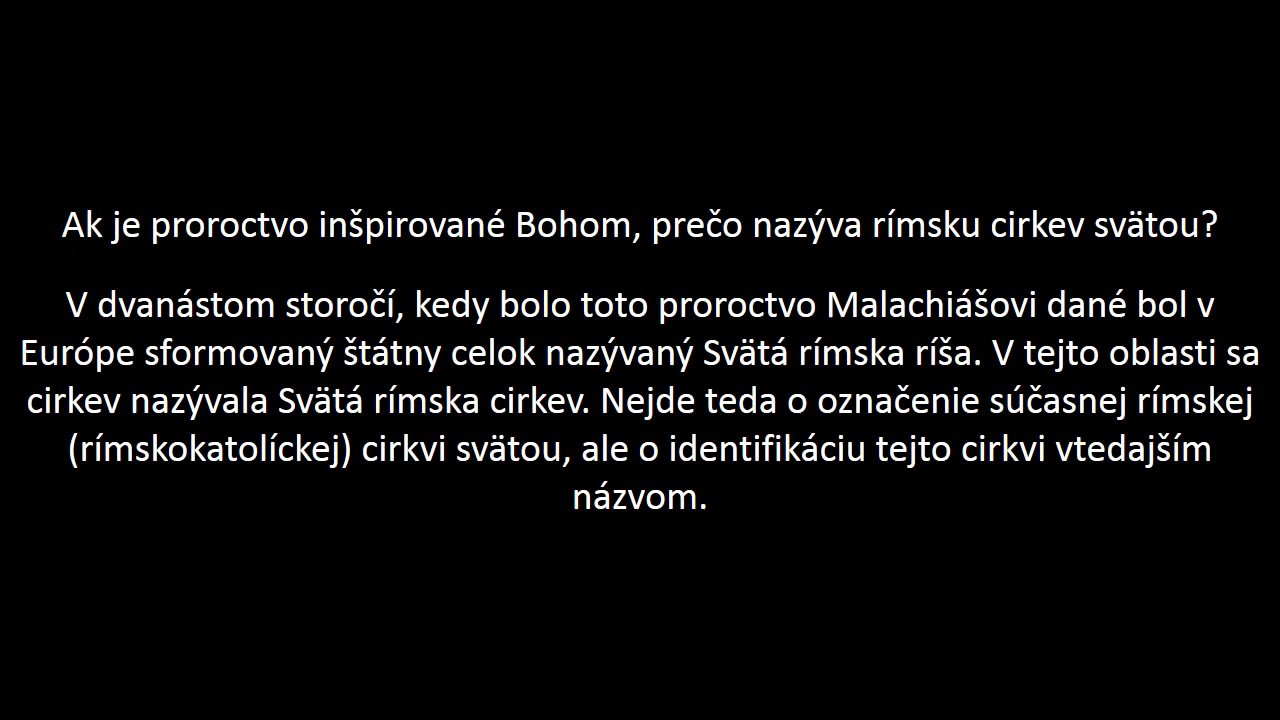 Ak je proroctvo inšpirované Bohom, prečo nazýva rímsku cirkev svätou?
V dvanástom storočí, kedy bolo toto proroctvo Malachiášovi dané bol v
Európe sformovaný štátny celok nazývaný Svätá rímska ríša. V tejto oblasti sa
cirkev nazývala Svätá rímska cirkev. Nejde teda o označenie súčasnej rímskej
(rímskokatolíckej) cirkvi svätou, ale o identifikáciu tejto cirkvi vtedajším
názvom.